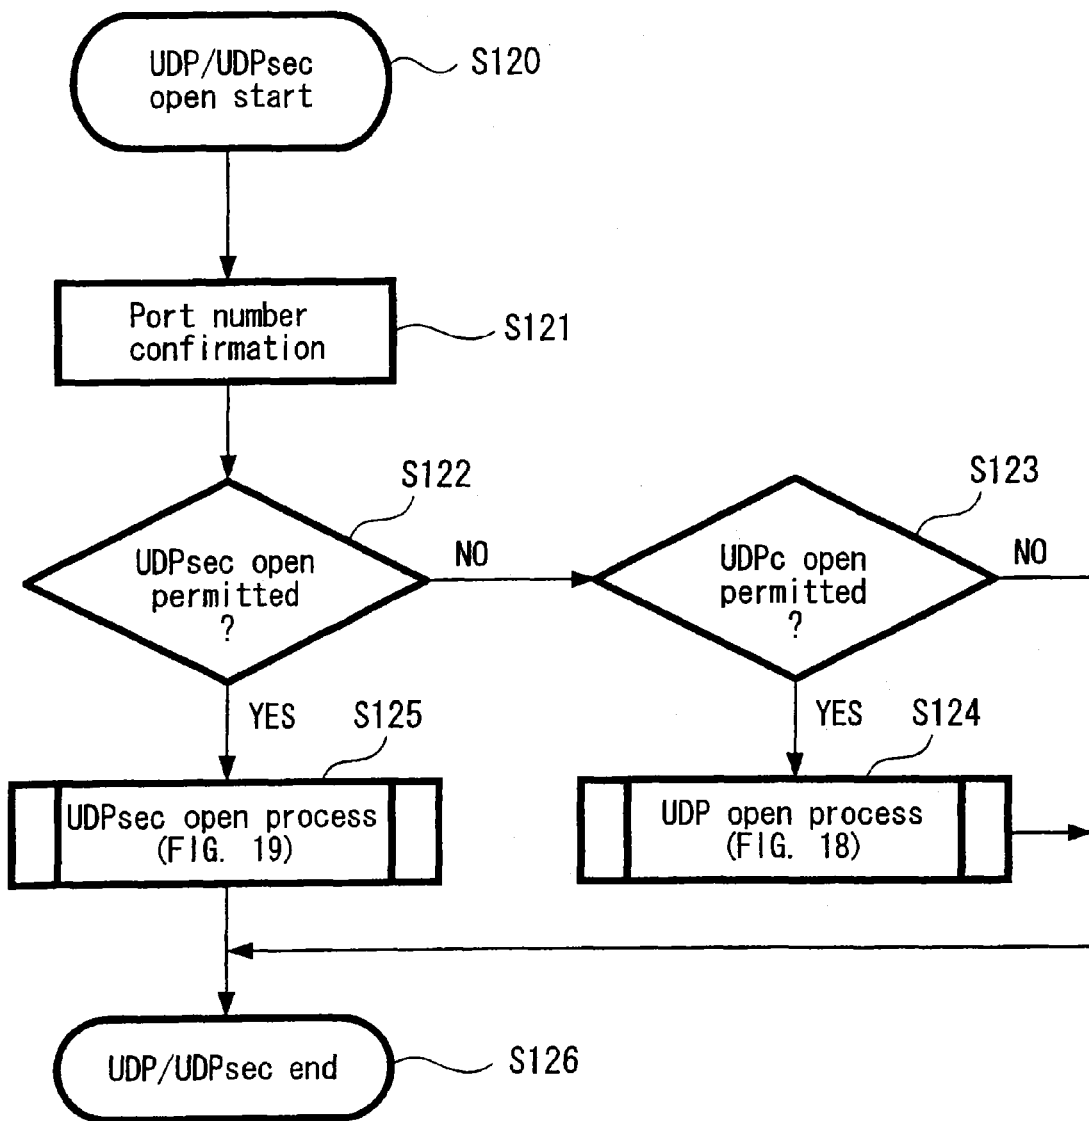 UDP/UDPsec
open start
S120
Port number
confirmation
S121
S122
UDPsec open
permitted
?
NO
S123
UDPc open
permitted
?
NO
YES
S125
UDPsec open process
(FIG. 19)
YES
S124
UDP open process
(FIG. 18)
UDP/UDPsec end
S126